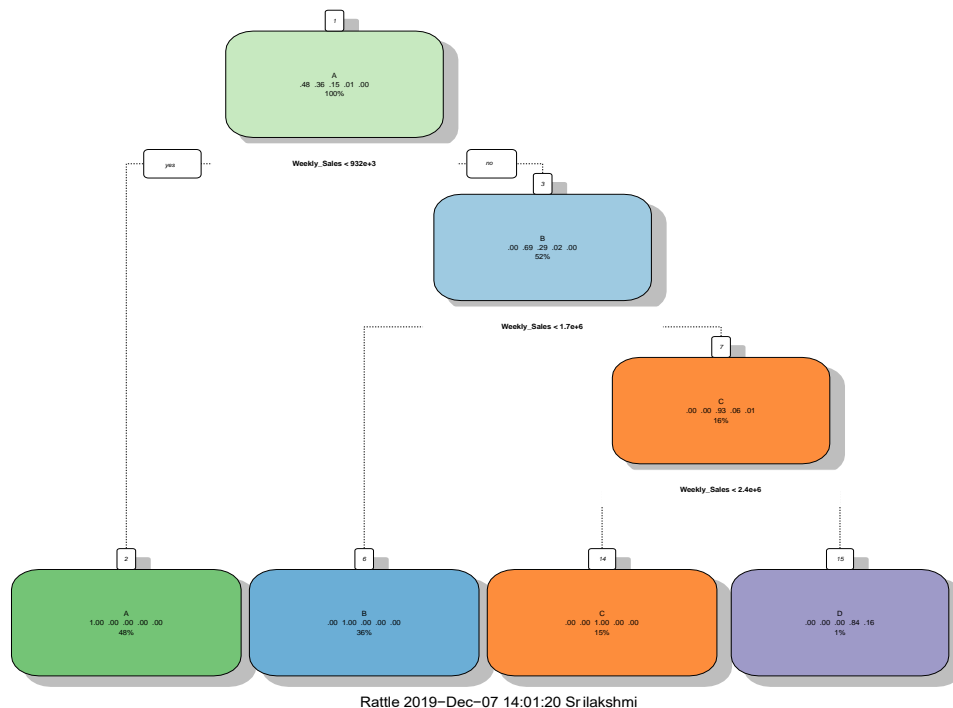 1
A
.48 .36 .15 .01 .00
100%
yes
Weekly_Sales < 932e+3
no
3
B
.00 .69 .29 .02 .00
52%
Weekly_Sales < 1.7e+6
7
C
.00 .00 .93 .06 .01
16%
Weekly_Sales < 2.4e+6
2
A
1.00 .00 .00 .00 .00
48%
6
B
.00 1.00 .00 .00 .00
36%
14
C
.00 .00 1.00 .00 .00
15%
15
D
.00 .00 .00 .84 .16
1%
Rattle 2019−Dec−07 14:01:20 Srilakshmi